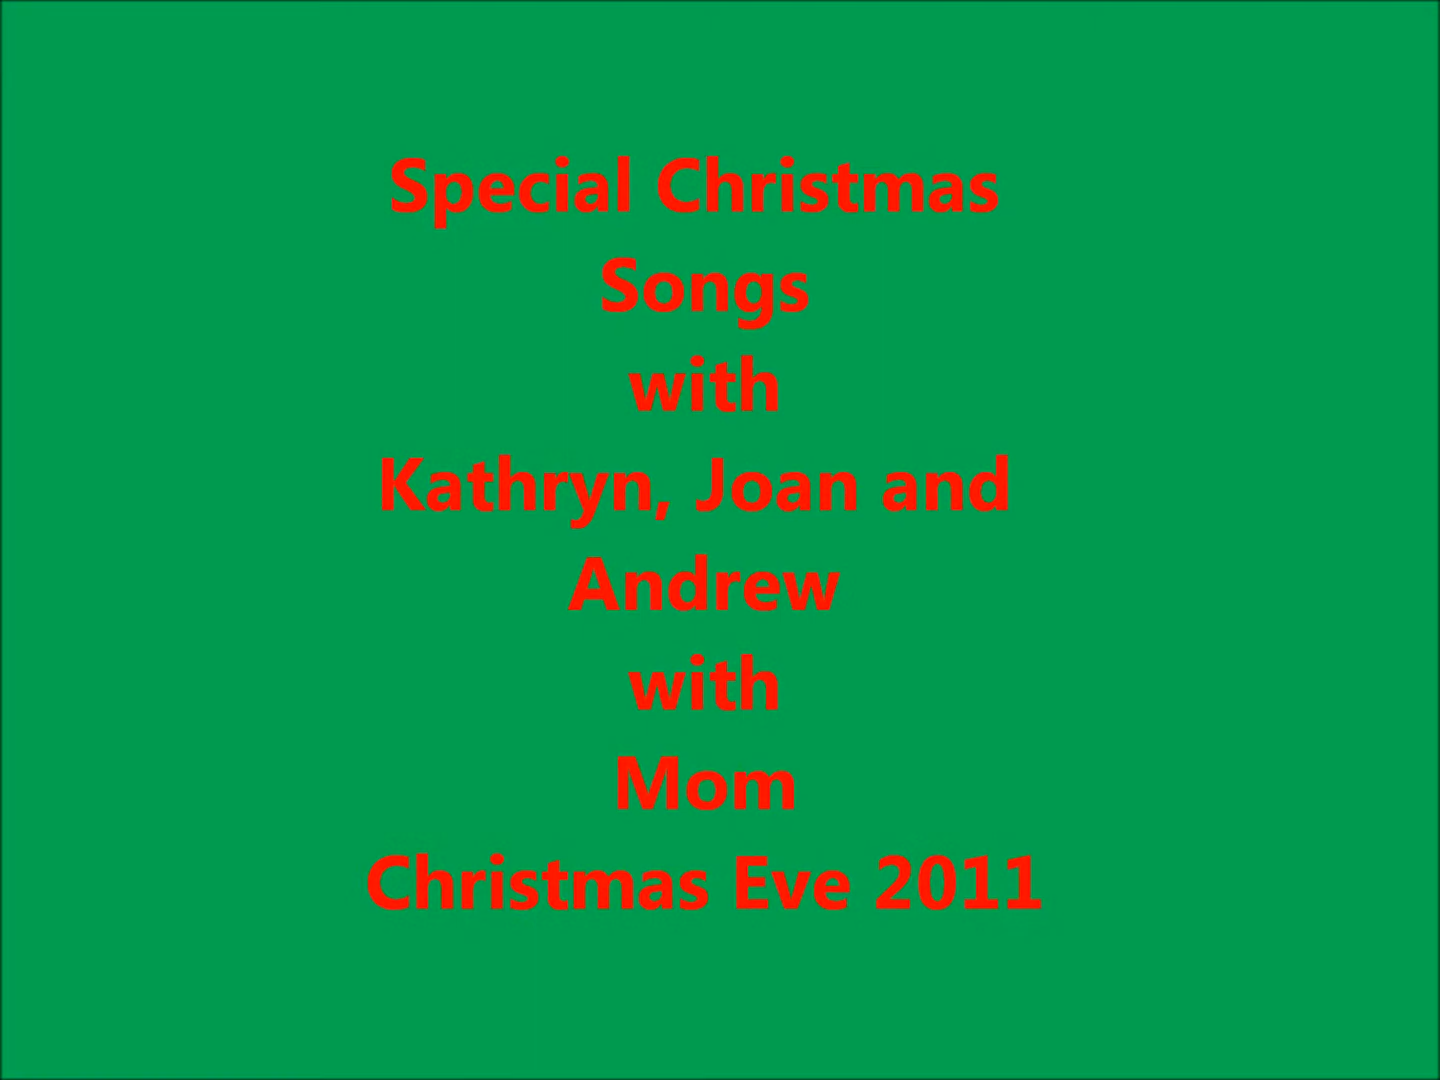 Special Christmas
Songs
with
Kathryn, Joan and
Andrew
with
Mom
Christmas Eve 2011